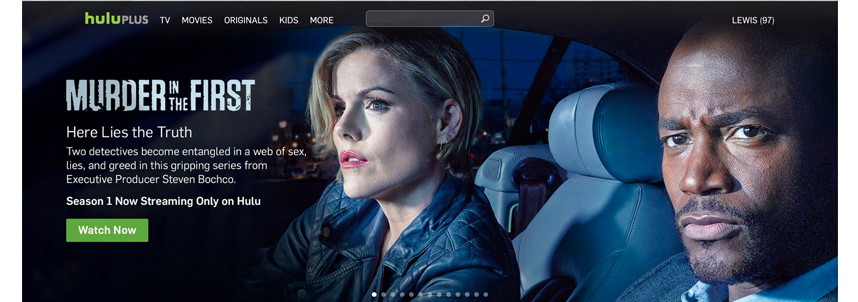 huluPLUS TV MOVIES ORIGINALS KIDS MORE LEWIS (97)
MURDER IN THE FIRST
Here Lies the Truth
Two detectives become entangled in a web of sex,
lies, and greed in this gripping series from
Executive Producer Steven Bochco.
Season 1 Now Streaming Only on Hulu
Watch Now